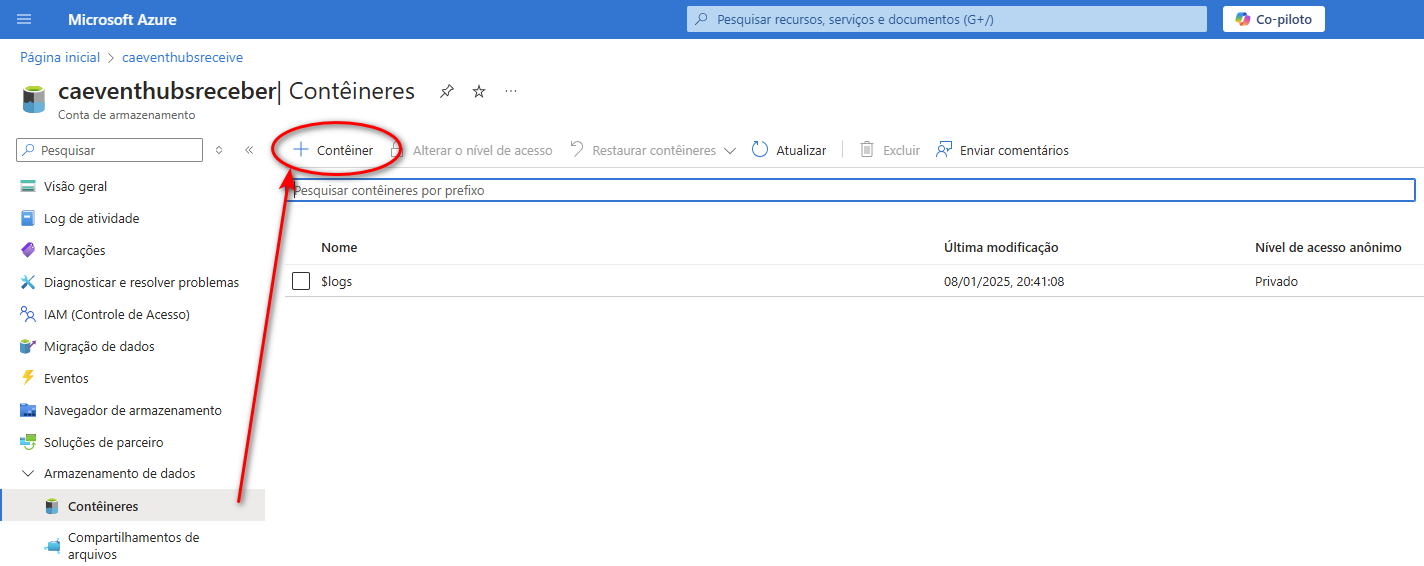 Microsoft Azure
Pesquisar recursos, serviços e documentos (G+/)
Co-piloto
Página inicial > caeventhubsreceive
caeventhubsreceber| Contêineres
Conta de armazenamento
Pesquisar
+ Contêiner
Alterar o nível de acesso
Restaurar contêineres
Atualizar
Excluir
Enviar comentários
Pesquisar contêineres por prefixo
Nome
Última modificação
Nível de acesso anônimo
$logs
08/01/2025, 20:41:08
Privado
Visão geral
Log de atividade
Marcações
Diagnosticar e resolver problemas
IAM (Controle de Acesso)
Migração de dados
Eventos
Navegador de armazenamento
Soluções de parceiro
Armazenamento de dados
Contêineres
Compartilhamentos de
arquivos